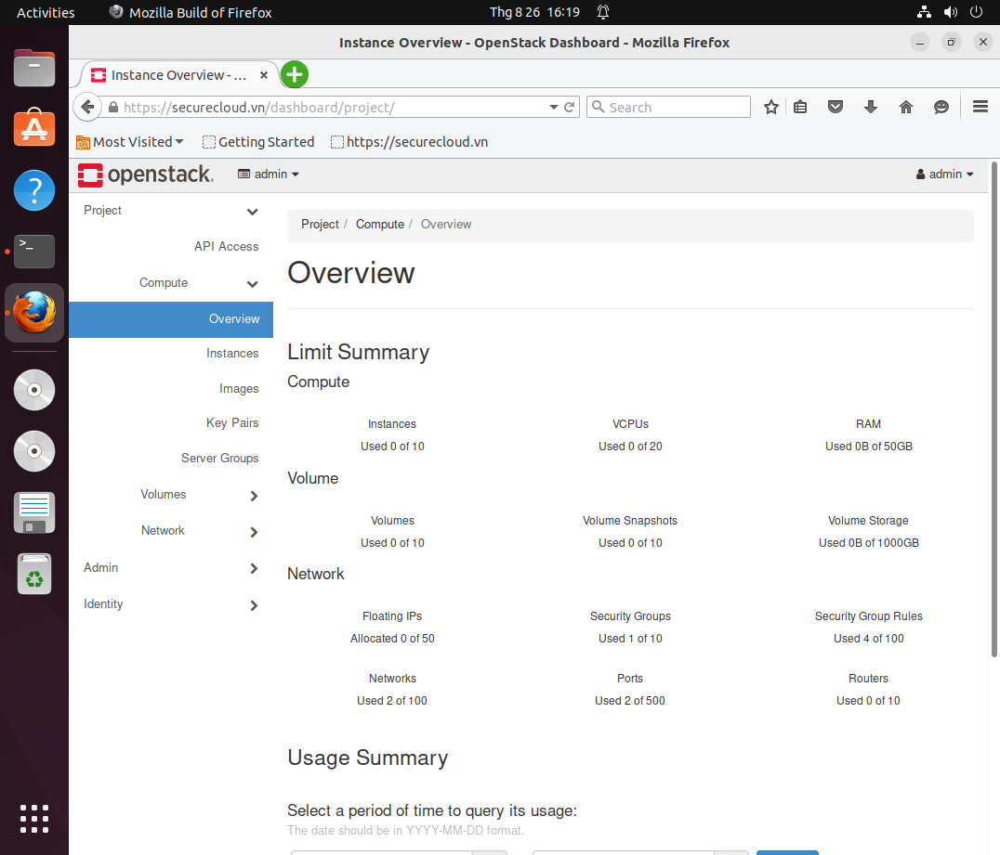 Activities Mozilla Build of Firefox Thg 8 26 16:19
Instance Overview - OpenStack Dashboard - Mozilla Firefox
Instance Overview - ...
https://securecloud.vn/dashboard/project/ Search
Most Visited Getting Started https://securecloud.vn
openstack. admin admin
Project
API Access
Compute
Overview
Instances
Images
Key Pairs
Server Groups
Volumes
Network
Admin
Identity
Project / Compute / Overview
Overview
Limit Summary
Compute
Instances VCPUs RAM
Used 0 of 10 Used 0 of 20 Used 0B of 50GB
Volume
Volumes Volume Snapshots Volume Storage
Used 0 of 10 Used 0 of 10 Used 0B of 1000GB
Network
Floating IPs Security Groups Security Group Rules
Allocated 0 of 50 Used 1 of 10 Used 4 of 100
Networks Ports Routers
Used 2 of 100 Used 2 of 500 Used 0 of 10
Usage Summary
Select a period of time to query its usage:
The date should be in YYYY-MM-DD format.